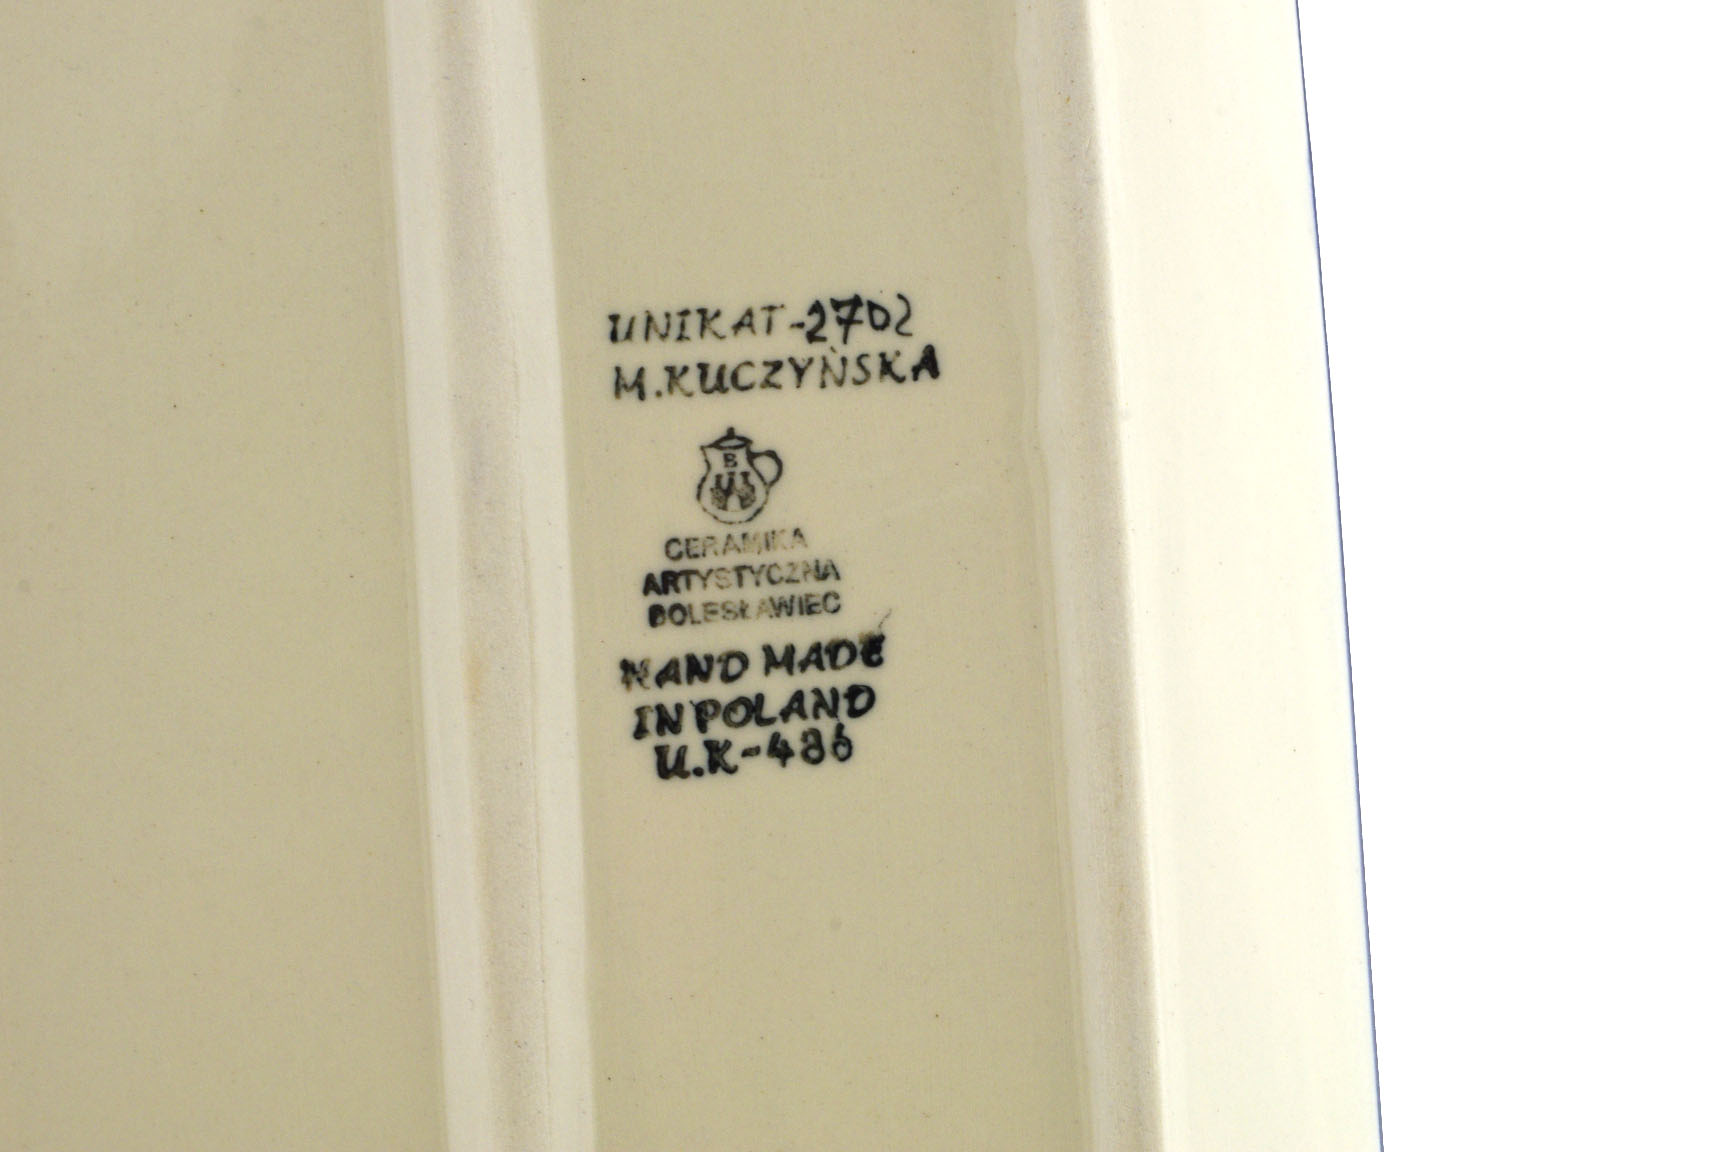 UNIKAT-2702
M.KUCZYŃSKA
B
CERAMIKA
ARTYSTYCZNA
BOLESŁAWIEC
HAND MADE
IN POLAND
U.K-486